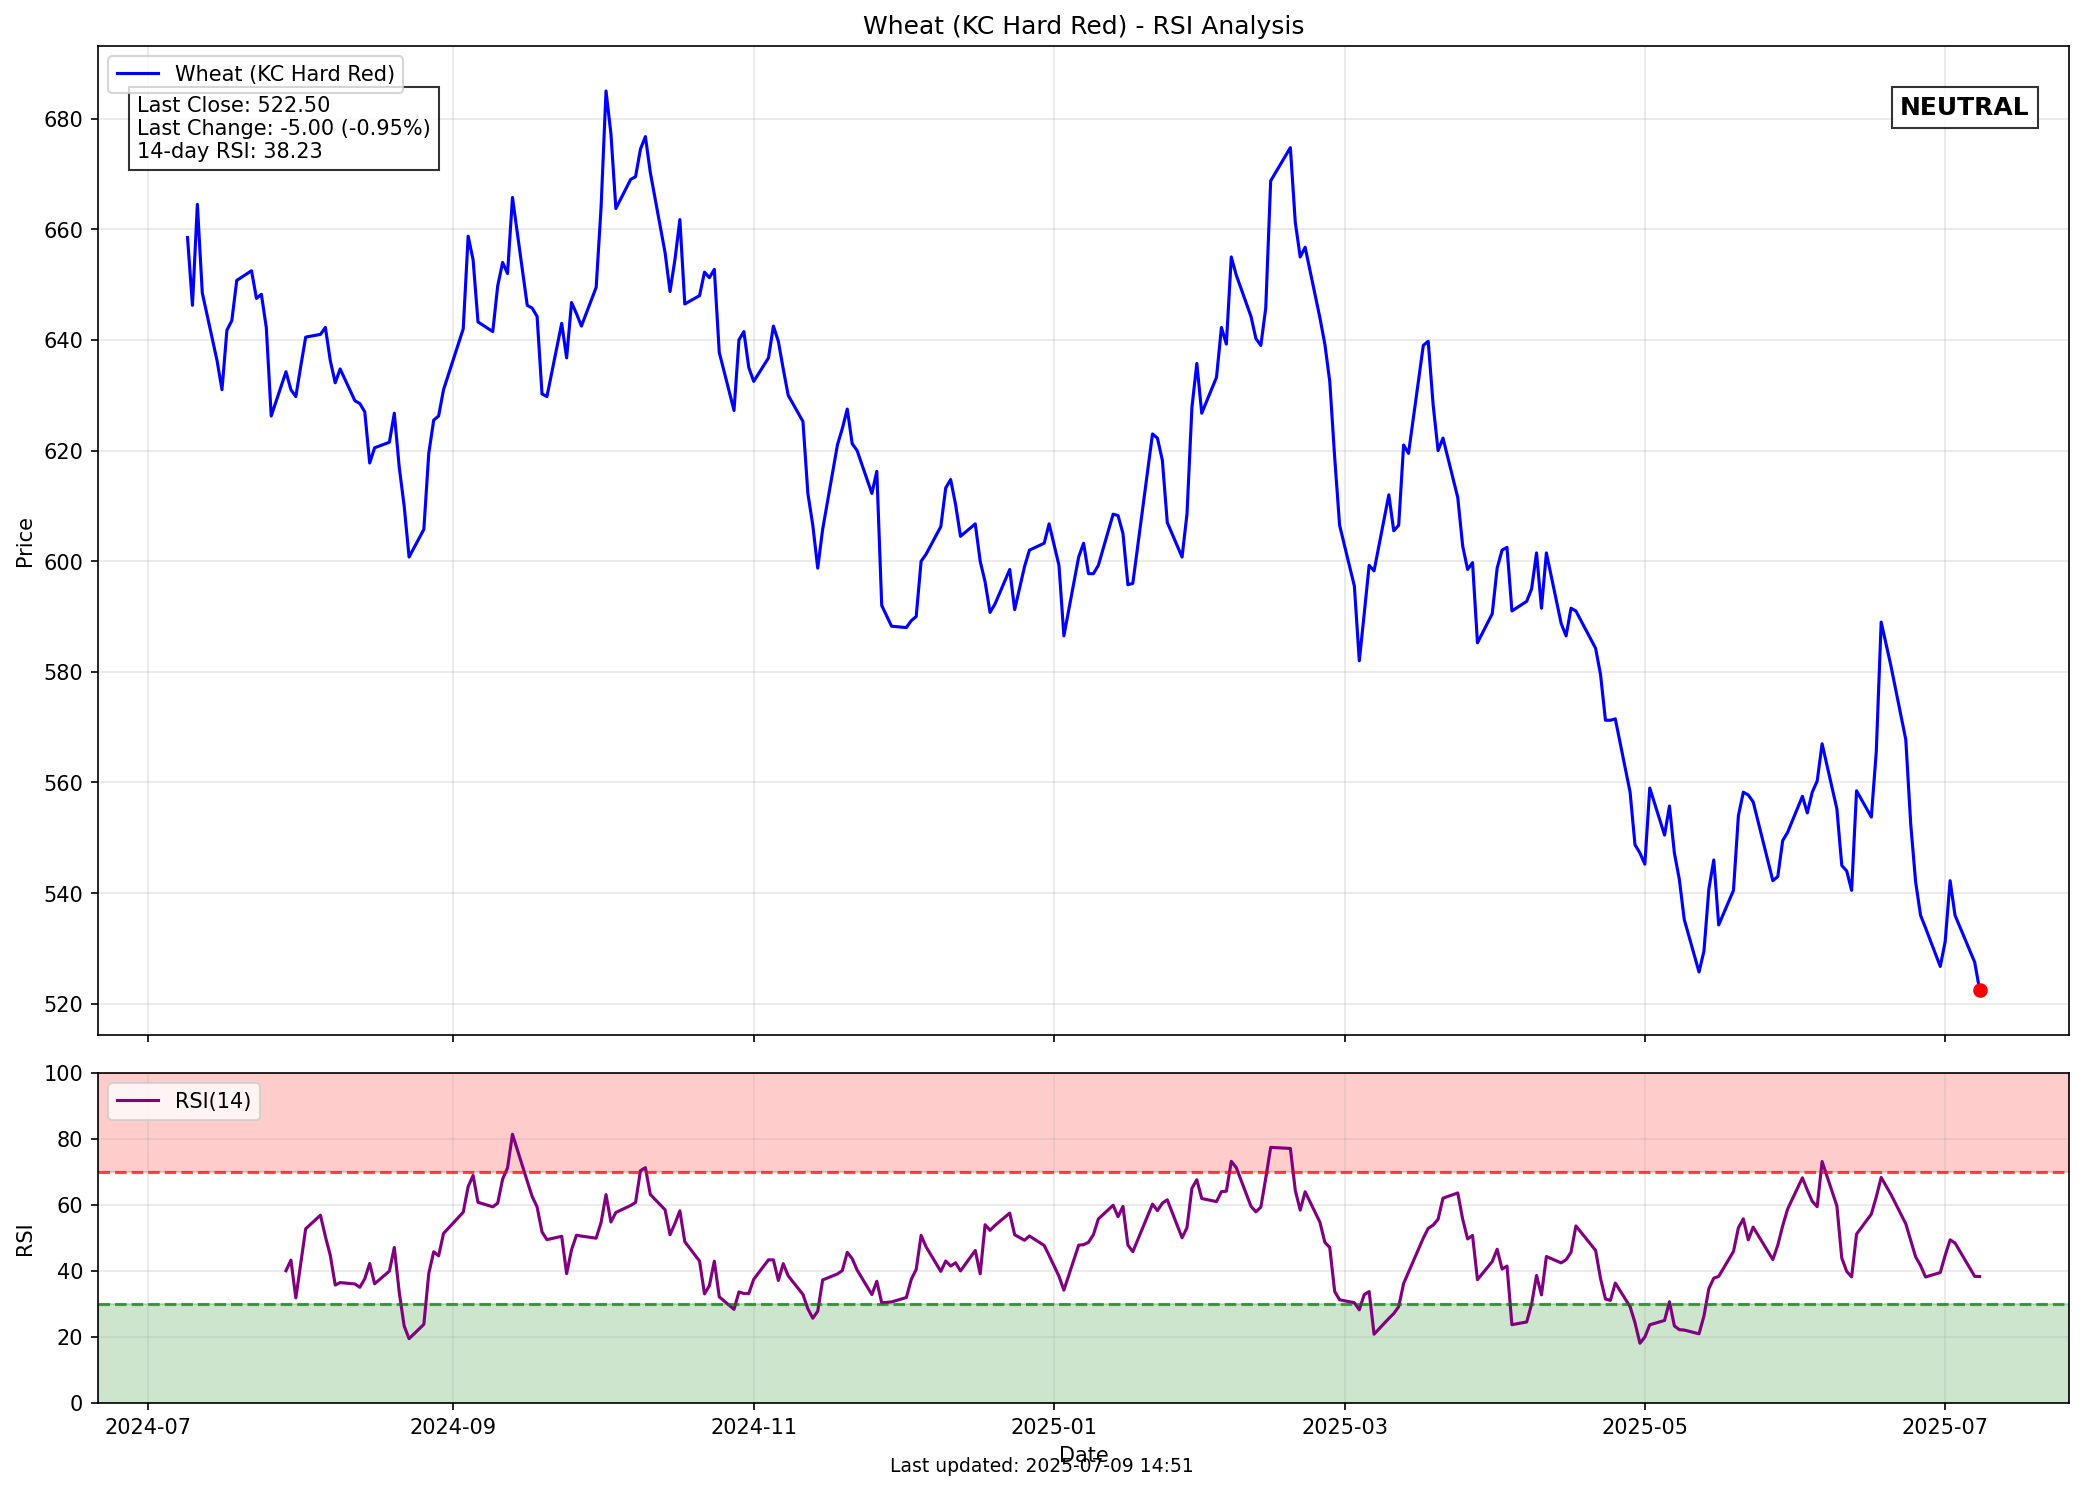 Wheat (KC Hard Red) - RSI Analysis
Wheat (KC Hard Red)
Last Close: 522.50
Last Change: -5.00 (-0.95%)
14-day RSI: 38.23
NEUTRAL
680
660
640
620
600
580
560
540
520
Price
RSI(14)
100
80
60
40
20
0
RSI
2024-07
2024-09
2024-11
2025-01
2025-03
2025-05
2025-07
Date
Last updated: 2025-07-09 14:51